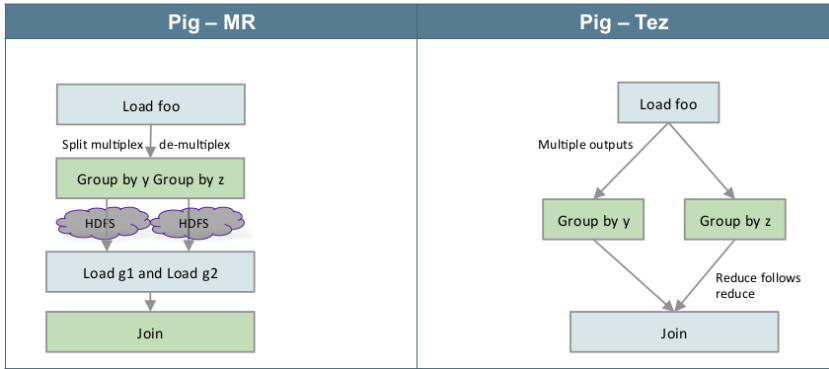 Pig – MR
Load foo
Split multiplex de-multiplex
Group by y Group by z
HDFS HDFS
Load g1 and Load g2
Join
Pig – Tez
Load foo
Multiple outputs
Group by y Group by z
Reduce follows
reduce
Join